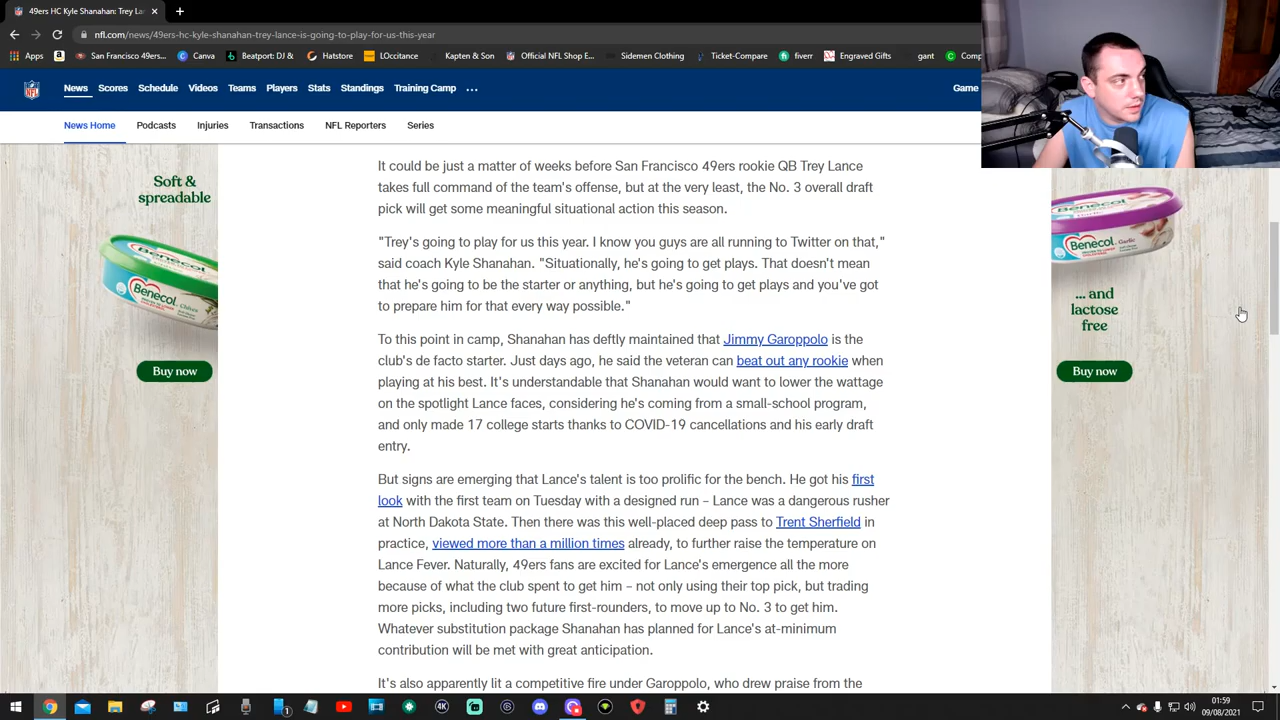 49ers HC Kyle Shanahan: Trey Lan
nfl.com/news/49ers-hc-kyle-shanahan-trey-lance-is-going-to-play-for-us-this-year
Apps San Francisco 49ers... Canva Beatport: DJ & Hatstore LOccitance Kapten & Son Official NFL Shop E... Sidemen Clothing Ticket-Compare fiverr Engraved Gifts gant Comp
News Scores Schedule Videos Teams Players Stats Standings Training Camp ... Game
News Home Podcasts Injuries Transactions NFL Reporters Series
Soft &
spreadable
Benecol
Buy now
It could be just a matter of weeks before San Francisco 49ers rookie QB Trey Lance
takes full command of the team's offense, but at the very least, the No. 3 overall draft
pick will get some meaningful situational action this season.
"Trey's going to play for us this year. I know you guys are all running to Twitter on that,"
said coach Kyle Shanahan. "Situationally, he's going to get plays. That doesn't mean
that he's going to be the starter or anything, but he's going to get plays and you've got
to prepare him for that every way possible."
To this point in camp, Shanahan has deftly maintained that Jimmy Garoppolo is the
club's de facto starter. Just days ago, he said the veteran can beat out any rookie when
playing at his best. It's understandable that Shanahan would want to lower the wattage
on the spotlight Lance faces, considering he's coming from a small-school program,
and only made 17 college starts thanks to COVID-19 cancellations and his early draft
entry.
But signs are emerging that Lance's talent is too prolific for the bench. He got his first
look with the first team on Tuesday with a designed run – Lance was a dangerous rusher
at North Dakota State. Then there was this well-placed deep pass to Trent Sherfield in
practice, viewed more than a million times already, to further raise the temperature on
Lance Fever. Naturally, 49ers fans are excited for Lance's emergence all the more
because of what the club spent to get him – not only using their top pick, but trading
more picks, including two future first-rounders, to move up to No. 3 to get him.
Whatever substitution package Shanahan has planned for Lance's at-minimum
contribution will be met with great anticipation.
It's also apparently lit a competitive fire under Garoppolo, who drew praise from the
Benecol
... and
lactose
free
Buy now
01:59
09/08/2021